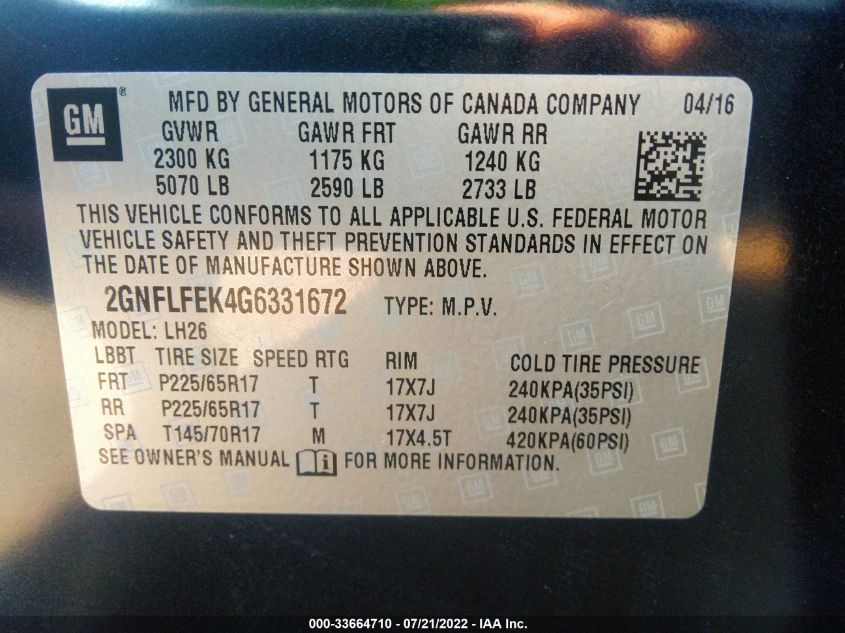 GM ® MFD BY GENERAL MOTORS OF CANADA COMPANY 04/16
GVWR GAWR FRT GAWR RR
2300 KG 1175 KG 1240 KG
5070 LB 2590 LB 2733 LB
THIS VEHICLE CONFORMS TO ALL APPLICABLE U.S. FEDERAL MOTOR
VEHICLE SAFETY AND THEFT PREVENTION STANDARDS IN EFFECT ON
THE DATE OF MANUFACTURE SHOWN ABOVE.
2GNFLFEK4G6331672 TYPE: M.P.V.
MODEL: LH26
LBBT TIRE SIZE SPEED RTG RIM COLD TIRE PRESSURE
FRT P225/65R17 T 17X7J 240KPA(35PSI)
RR P225/65R17 T 17X7J 240KPA(35PSI)
SPA T145/70R17 M 17X4.5T 420KPA(60PSI)
SEE OWNER'S MANUAL FOR MORE INFORMATION.
000-33664710 - 07/21/2022 - IAA Inc.